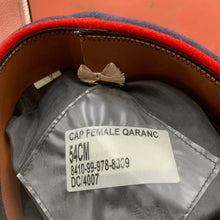 CAP FEMALE QARANC
54CM
8410-99-978-8309
DC/4007